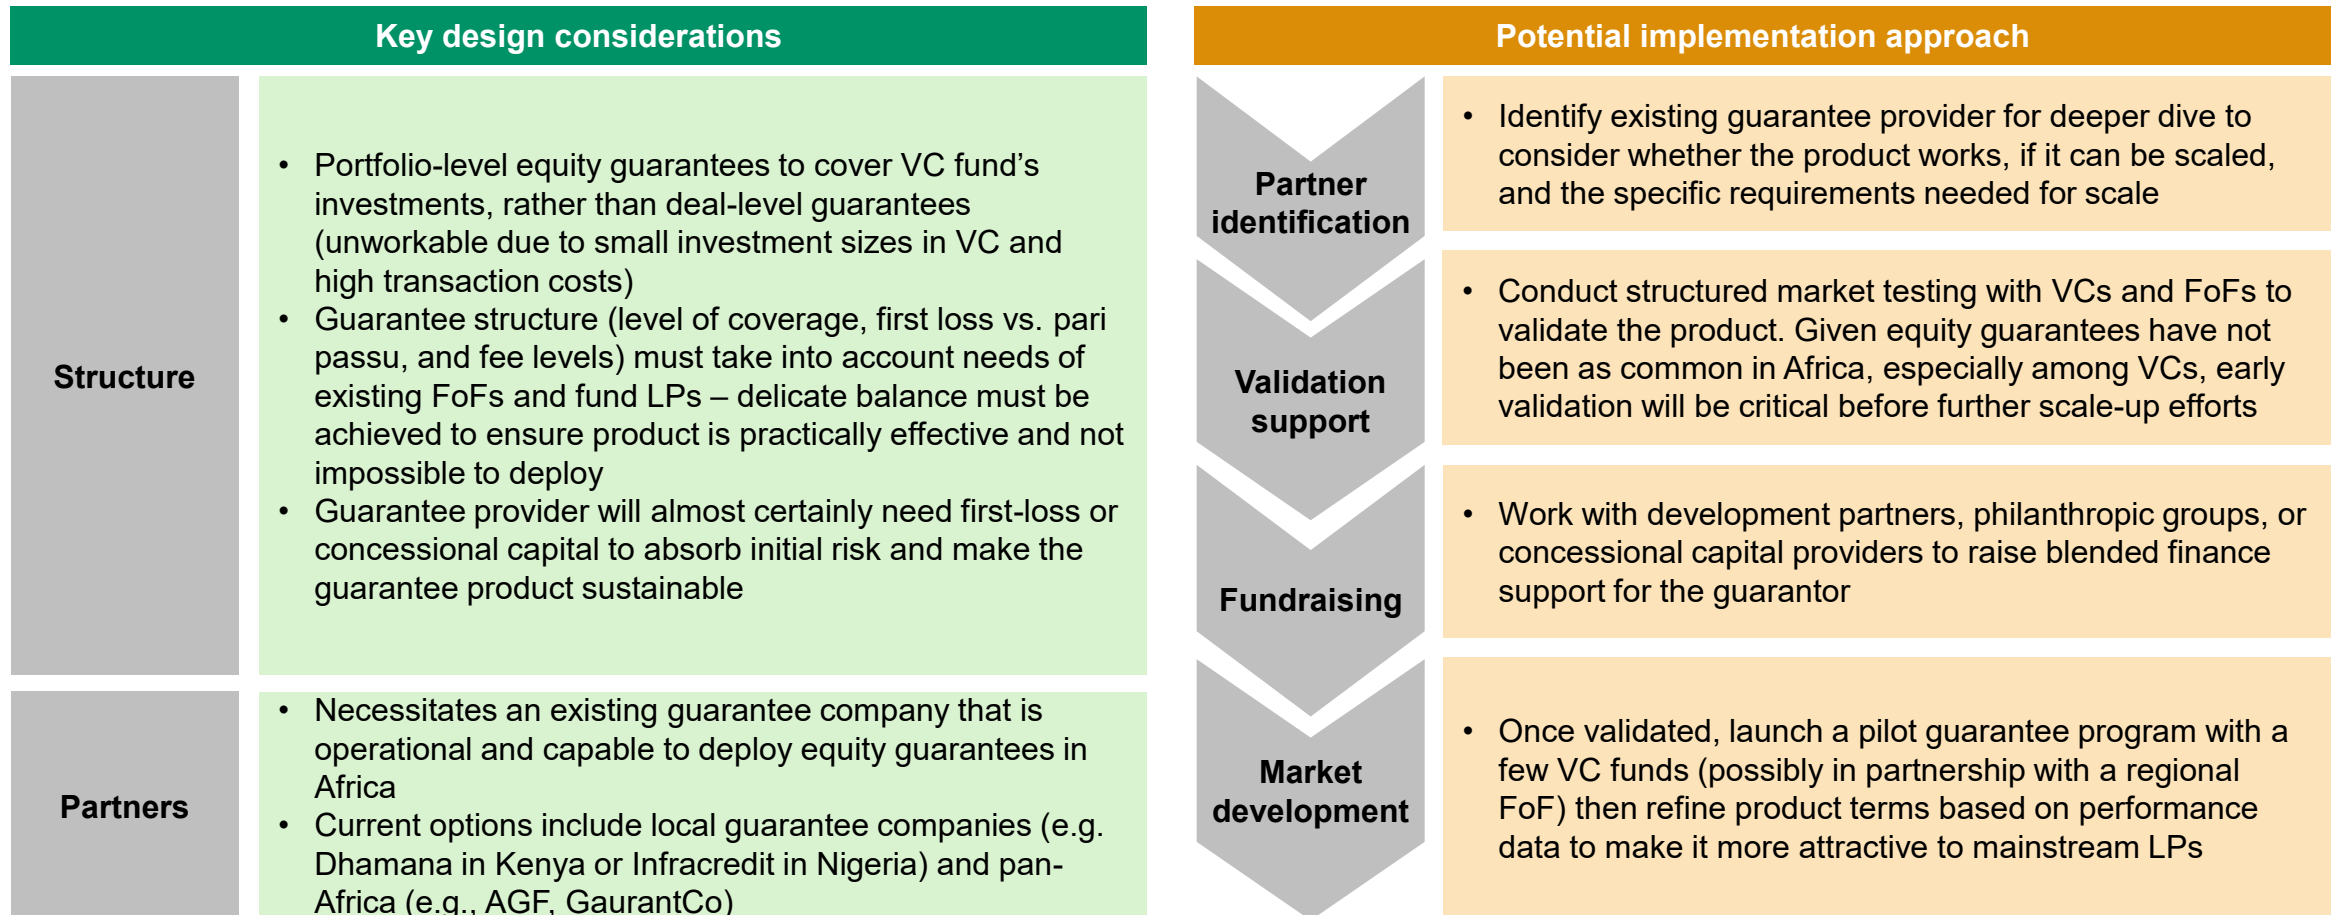 Key design considerations
Structure
• Portfolio-level equity guarantees to cover VC fund’s
investments, rather than deal-level guarantees
(unworkable due to small investment sizes in VC and
high transaction costs)
• Guarantee structure (level of coverage, first loss vs. pari
passu, and fee levels) must take into account needs of
existing FoFs and fund LPs – delicate balance must be
achieved to ensure product is practically effective and not
impossible to deploy
• Guarantee provider will almost certainly need first-loss or
concessional capital to absorb initial risk and make the
guarantee product sustainable
Partners
• Necessitates an existing guarantee company that is
operational and capable to deploy equity guarantees in
Africa
• Current options include local guarantee companies (e.g.
Dhamana in Kenya or Infracredit in Nigeria) and pan-
Africa (e.g., AGF, GaurantCo)
Potential implementation approach
Partner
identification
• Identify existing guarantee provider for deeper dive to
consider whether the product works, if it can be scaled,
and the specific requirements needed for scale
Validation
support
• Conduct structured market testing with VCs and FoFs to
validate the product. Given equity guarantees have not
been as common in Africa, especially among VCs, early
validation will be critical before further scale-up efforts
Fundraising
• Work with development partners, philanthropic groups, or
concessional capital providers to raise blended finance
support for the guarantor
Market
development
• Once validated, launch a pilot guarantee program with a
few VC funds (possibly in partnership with a regional
FoF) then refine product terms based on performance
data to make it more attractive to mainstream LPs